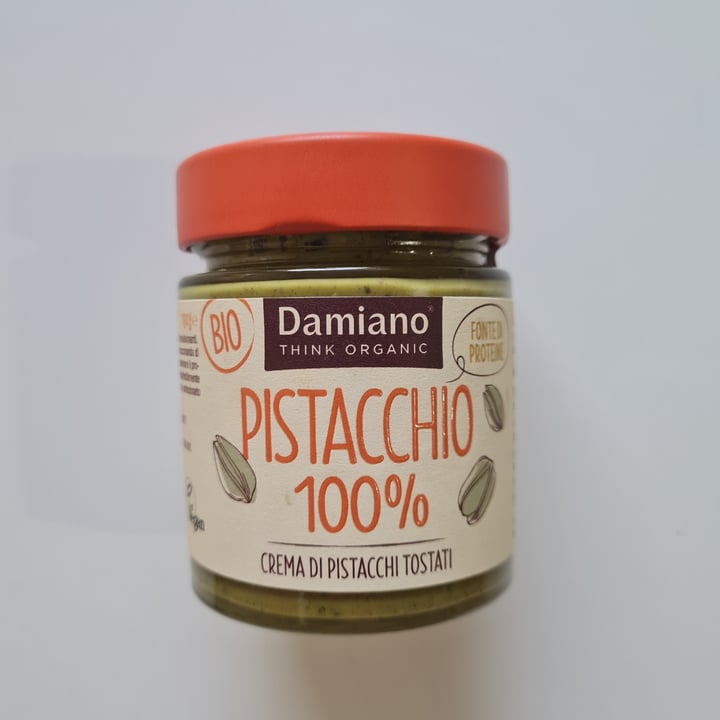 BIO
Damiano
THINK ORGANIC
FONTE DI
PROTEINE
PISTACCHIO
100%
CREMA DI PISTACCHI TOSTATI